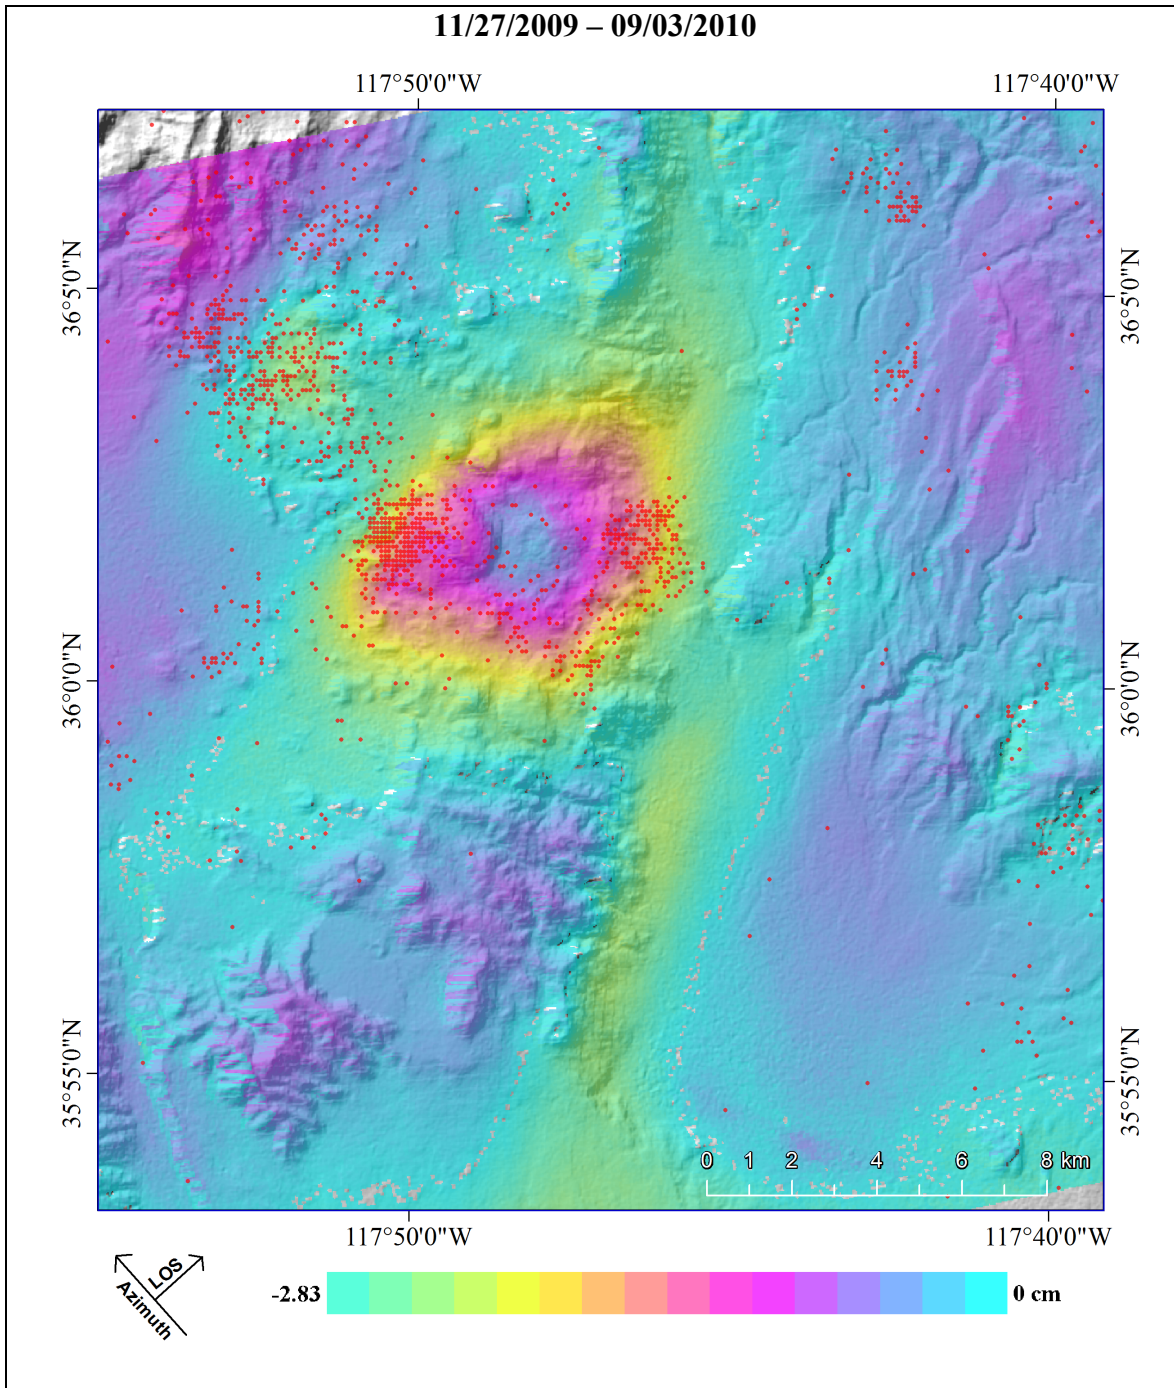 11/27/2009 – 09/03/2010
117°50'0"W 117°40'0"W
36°5'0"N 36°5'0"N
36°0'0"N 36°0'0"N
35°55'0"N 35°55'0"N
0 1 2 4 6 8 km
117°50'0"W 117°40'0"W
LOS
Azimuth
-2.83 0 cm